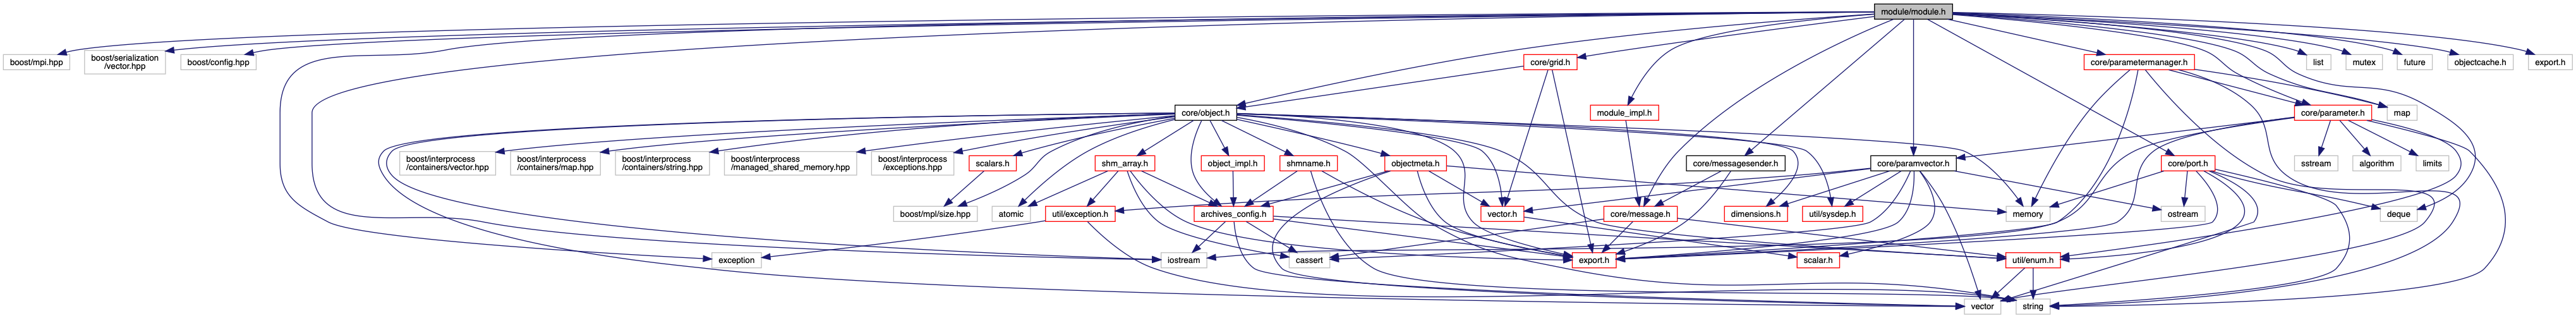 module/module.h
boost/mpi.hpp
boost/serialization
/vector.hpp
boost/config.hpp
core/grid.h
core/parametermanager.h
list
mutex
future
objectcache.h
export.h
core/object.h
module_impl.h
core/parameter.h
map
boost/interprocess
/containers/vector.hpp
boost/interprocess
/containers/map.hpp
boost/interprocess
/containers/string.hpp
boost/interprocess
/managed_shared_memory.hpp
boost/interprocess
/exceptions.hpp
scalars.h
shm_array.h
object_impl.h
shmname.h
objectmeta.h
core/messagesender.h
core/paramvector.h
core/port.h
sstream
algorithm
limits
boost/mpl/size.hpp
atomic
util/exception.h
archives_config.h
vector.h
core/message.h
dimensions.h
util/sysdep.h
memory
ostream
deque
exception
iostream
cassert
export.h
scalar.h
util/enum.h
vector
string